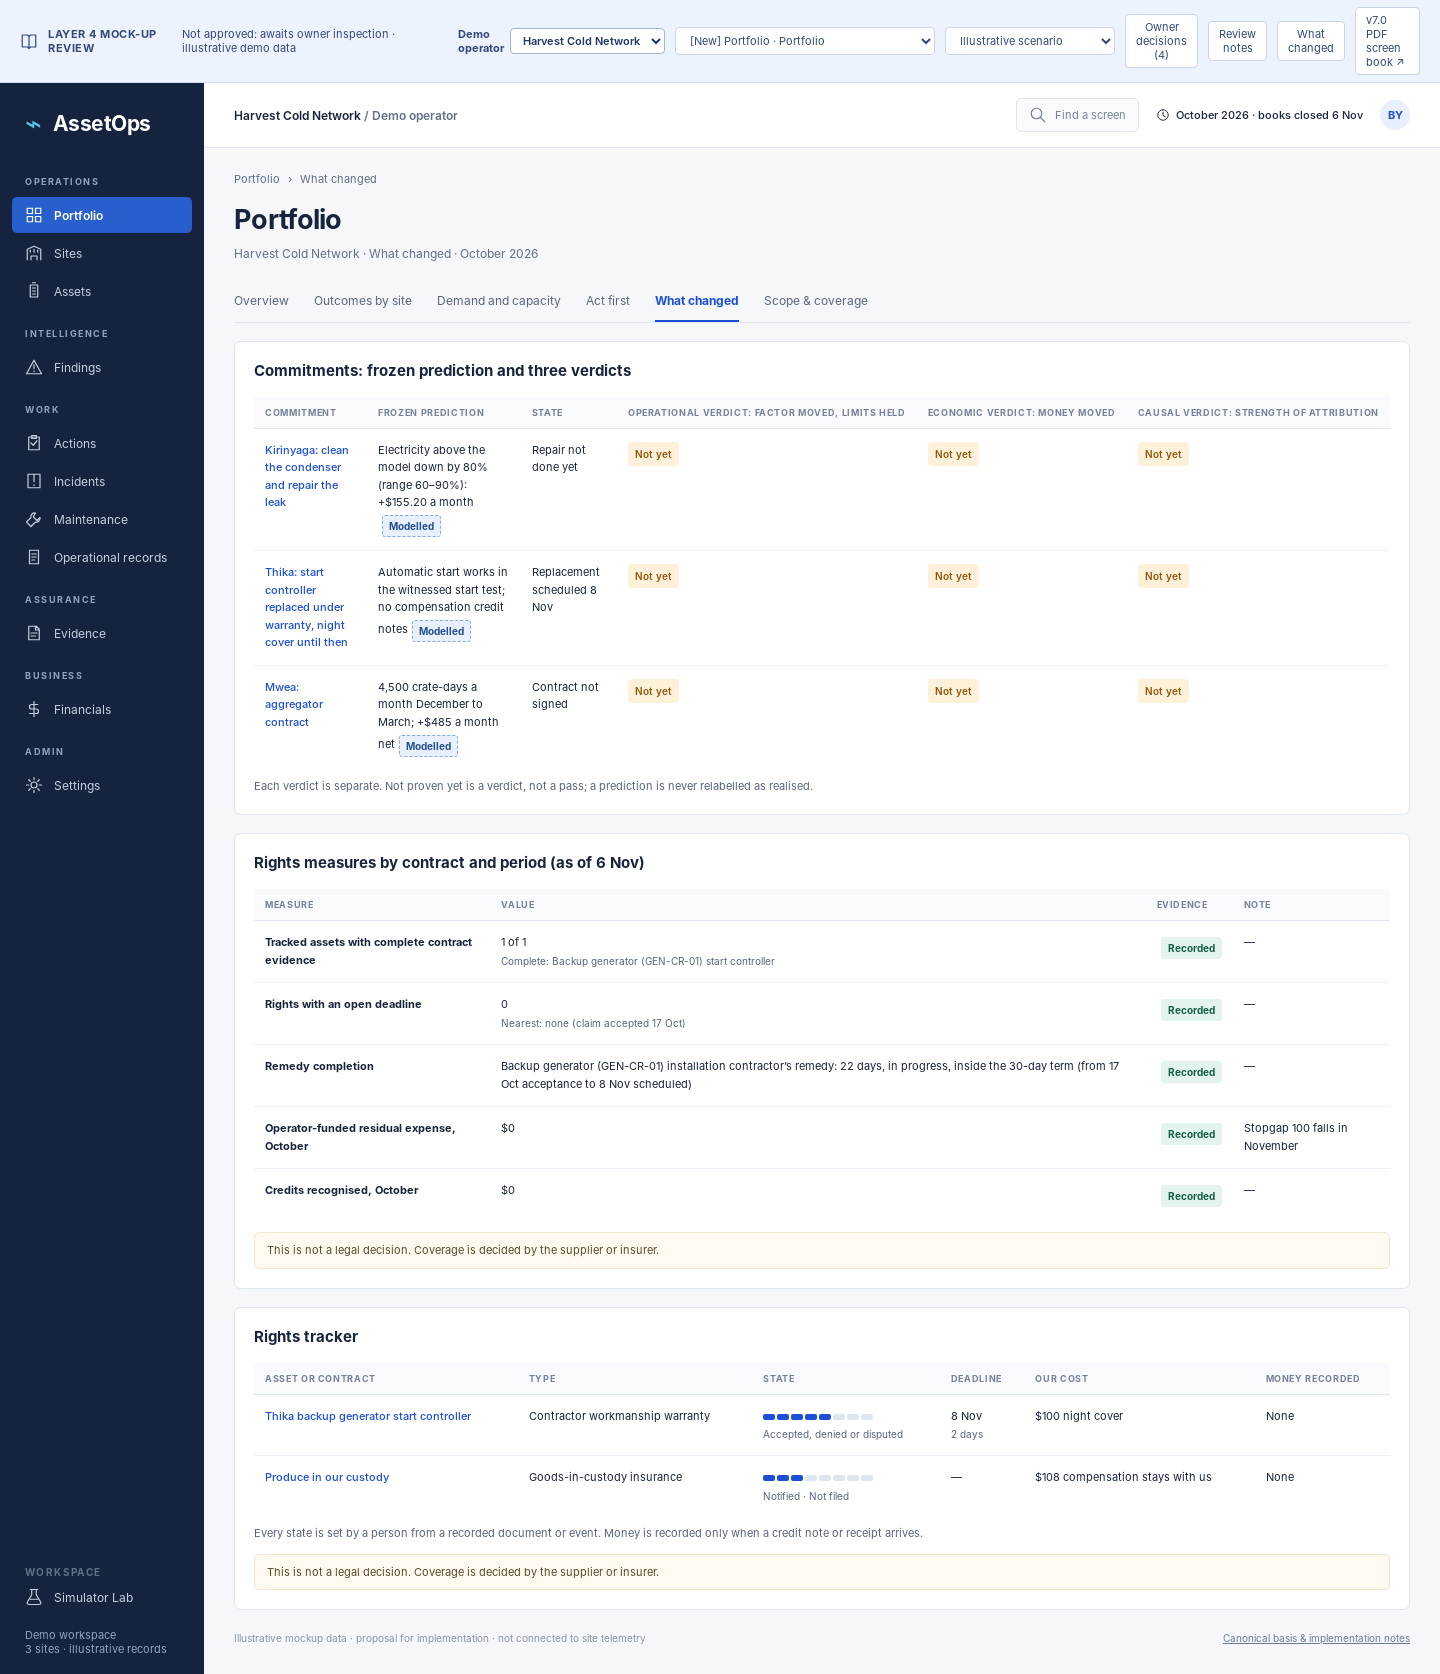 LAYER 4 MOCK-UP
REVIEW
Not approved: awaits owner inspection ·
illustrative demo data
Demo
operator
Harvest Cold Network
[New] Portfolio · Portfolio
Illustrative scenario
Owner
decisions
(4)
Review
notes
What
changed
v7.0
PDF
screen
book ↗
AssetOps
Harvest Cold Network / Demo operator
Find a screen
October 2026 · books closed 6 Nov
BY
OPERATIONS
Portfolio
Sites
Assets
INTELLIGENCE
Findings
WORK
Actions
Incidents
Maintenance
Operational records
ASSURANCE
Evidence
BUSINESS
Financials
ADMIN
Settings
WORKSPACE
Simulator Lab
Demo workspace
3 sites · illustrative records
Portfolio › What changed
Portfolio
Harvest Cold Network · What changed · October 2026
Overview
Outcomes by site
Demand and capacity
Act first
What changed
Scope & coverage
Commitments: frozen prediction and three verdicts
COMMITMENT
FROZEN PREDICTION
STATE
OPERATIONAL VERDICT: FACTOR MOVED, LIMITS HELD
ECONOMIC VERDICT: MONEY MOVED
CAUSAL VERDICT: STRENGTH OF ATTRIBUTION
Kirinyaga: clean
the condenser
and repair the
leak
Electricity above the
model down by 80%
(range 60–90%):
+$155.20 a month
Modelled
Repair not
done yet
Not yet
Not yet
Not yet
Thika: start
controller
replaced under
warranty, night
cover until then
Automatic start works in
the witnessed start test;
no compensation credit
notes Modelled
Replacement
scheduled 8
Nov
Not yet
Not yet
Not yet
Mwea:
aggregator
contract
4,500 crate-days a
month December to
March; +$485 a month
net Modelled
Contract not
signed
Not yet
Not yet
Not yet
Each verdict is separate. Not proven yet is a verdict, not a pass; a prediction is never relabelled as realised.
Rights measures by contract and period (as of 6 Nov)
MEASURE
VALUE
EVIDENCE
NOTE
Tracked assets with complete contract
evidence
1 of 1
Complete: Backup generator (GEN-CR-01) start controller
Recorded
—
Rights with an open deadline
0
Nearest: none (claim accepted 17 Oct)
Recorded
—
Remedy completion
Backup generator (GEN-CR-01) installation contractor's remedy: 22 days, in progress, inside the 30-day term (from 17
Oct acceptance to 8 Nov scheduled)
Recorded
—
Operator-funded residual expense,
October
$0
Recorded
Stopgap 100 falls in
November
Credits recognised, October
$0
Recorded
—
This is not a legal decision. Coverage is decided by the supplier or insurer.
Rights tracker
ASSET OR CONTRACT
TYPE
STATE
DEADLINE
OUR COST
MONEY RECORDED
Thika backup generator start controller
Contractor workmanship warranty
Accepted, denied or disputed
8 Nov
2 days
$100 night cover
None
Produce in our custody
Goods-in-custody insurance
Notified · Not filed
—
$108 compensation stays with us
None
Every state is set by a person from a recorded document or event. Money is recorded only when a credit note or receipt arrives.
This is not a legal decision. Coverage is decided by the supplier or insurer.
Illustrative mockup data · proposal for implementation · not connected to site telemetry
Canonical basis & implementation notes